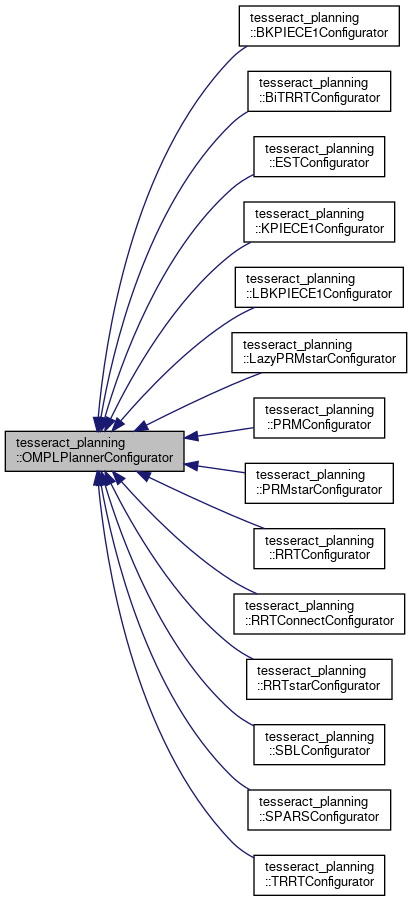 tesseract_planning
::BKPIECE1Configurator
tesseract_planning
::BiTRRTConfigurator
tesseract_planning
::ESTConfigurator
tesseract_planning
::KPIECE1Configurator
tesseract_planning
::LBKPIECE1Configurator
tesseract_planning
::LazyPRMstarConfigurator
tesseract_planning
::PRMConfigurator
tesseract_planning
::OMPLPlannerConfigurator
tesseract_planning
::PRMstarConfigurator
tesseract_planning
::RRTConfigurator
tesseract_planning
::RRTConnectConfigurator
tesseract_planning
::RRTstarConfigurator
tesseract_planning
::SBLConfigurator
tesseract_planning
::SPARSConfigurator
tesseract_planning
::TRRTConfigurator